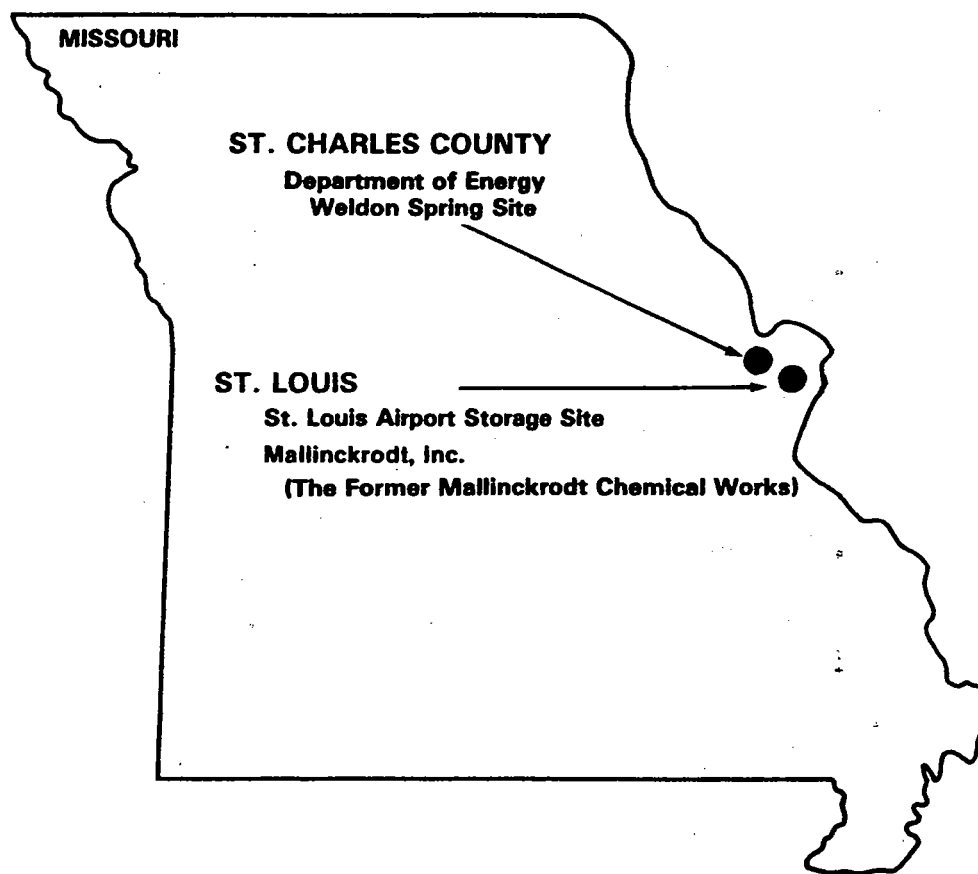 MISSOURI
ST. CHARLES COUNTY
Department of Energy
Weldon Spring Site
ST. LOUIS
St. Louis Airport Storage Site
Mallinckrodt, Inc.
(The Former Mallinckrodt Chemical Works)